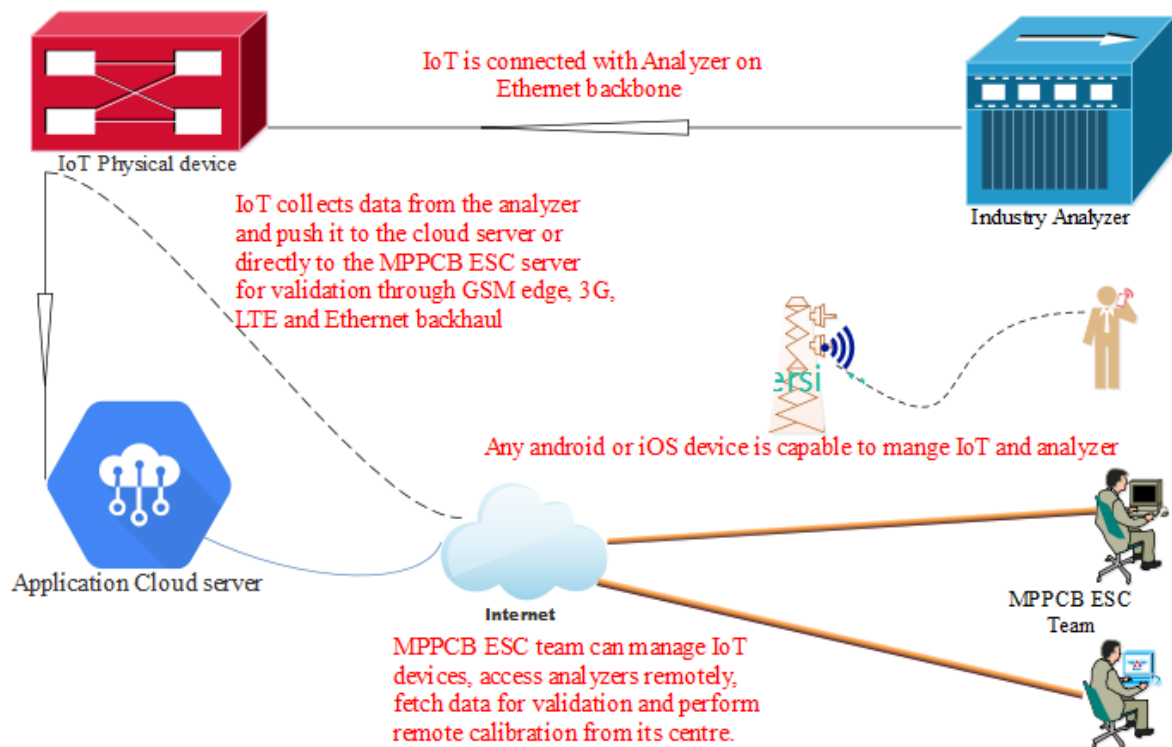 IoT is connected with Analyzer on
Ethernet backbone
IoT Physical device
Industry Analyzer
IoT collects data from the analyzer
and push it to the cloud server or
directly to the MPPCB ESC server
for validation through GSM edge, 3G,
LTE and Ethernet backhaul
ersi
Any android or iOS device is capable to mange IoT and analyzer
Application Cloud server
Internet
MPPCB ESC
Team
MPPCB ESC team can manage IoT
devices, access analyzers remotely,
fetch data for validation and perform
remote calibration from its centre.